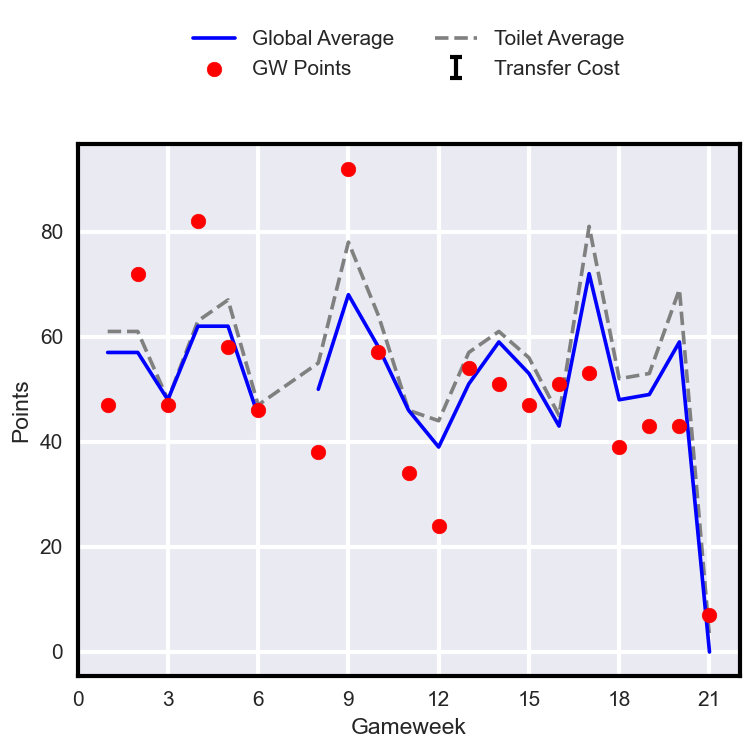 Global Average
Toilet Average
GW Points
Transfer Cost
Points
80
60
40
20
0
0 3 6 9 12 15 18 21
Gameweek